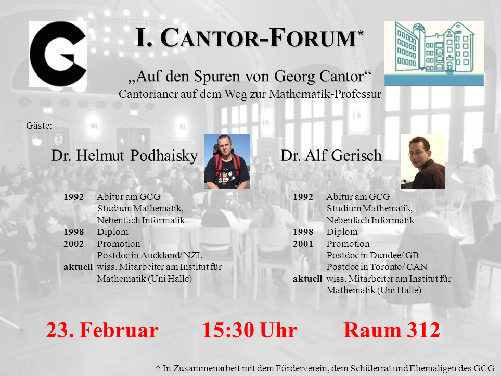 I. CANTOR-FORUM*
„Auf den Spuren von Georg Cantor“
Cantorianer auf dem Weg zur Mathematik-Professur
Gäste:
Dr. Helmut Podhaisky
1992 Abitur am GCG
Studium Mathematik,
Nebenfach Informatik
1998 Diplom
2002 Promotion
Postdoc in Auckland/NZL
aktuell wiss. Mitarbeiter am Institut für
Mathematik (Uni Halle)
Dr. Alf Gerisch
1992 Abitur am GCG
Studium Mathematik,
Nebenfach Informatik
1998 Diplom
2001 Promotion
Postdoc in Dundee/GB
Postdoc in Toronto/CAN
aktuell wiss. Mitarbeiter am Institut für
Mathematik (Uni Halle)
23. Februar 15:30 Uhr Raum 312
* In Zusammenarbeit mit dem Förderverein, dem Schülerrat und Ehemaligen des GCG